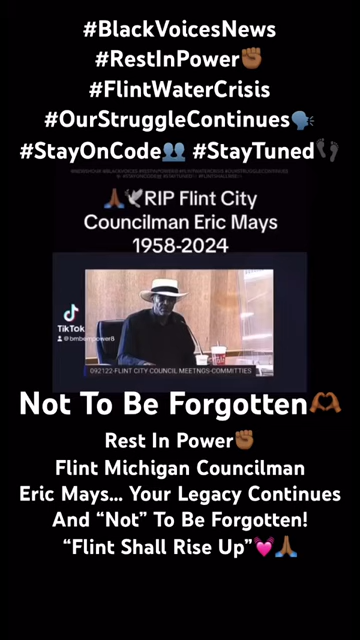 #BlackVoicesNews
#RestInPower✊🏾
#FlintWaterCrisis
#OurStruggleContinues🗣️
#StayOnCode👥 #StayTuned👣
🙏🏾🕊️RIP Flint City
Councilman Eric Mays
1958-2024
TikTok
092122-FLINT CITY COUNCIL MEETNGS-COMMITTIES
Not To Be Forgotten🫶🏾
Rest In Power✊🏾
Flint Michigan Councilman
Eric Mays... Your Legacy Continues
And “Not” To Be Forgotten!
“Flint Shall Rise Up”💓🙏🏾